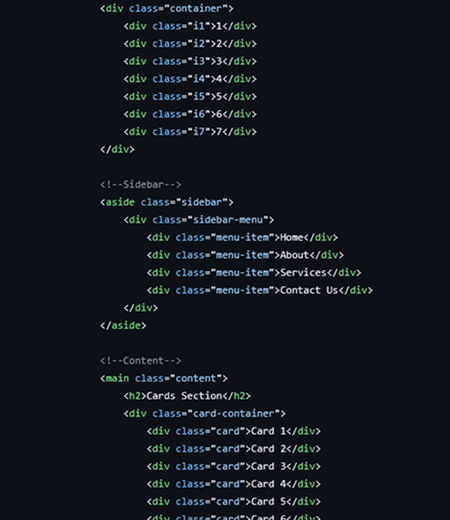 <div class="container">
<div class="i1">1</div>
<div class="i2">2</div>
<div class="i3">3</div>
<div class="i4">4</div>
<div class="i5">5</div>
<div class="i6">6</div>
<div class="i7">7</div>
</div>
<!--Sidebar-->
<aside class="sidebar">
<div class="sidebar-menu">
<div class="menu-item">Home</div>
<div class="menu-item">About</div>
<div class="menu-item">Services</div>
<div class="menu-item">Contact Us</div>
</div>
</aside>
<!--Content-->
<main class="content">
<h2>Cards Section</h2>
<div class="card-container">
<div class="card">Card 1</div>
<div class="card">Card 2</div>
<div class="card">Card 3</div>
<div class="card">Card 4</div>
<div class="card">Card 5</div>
<div class="card">Card 6</div>